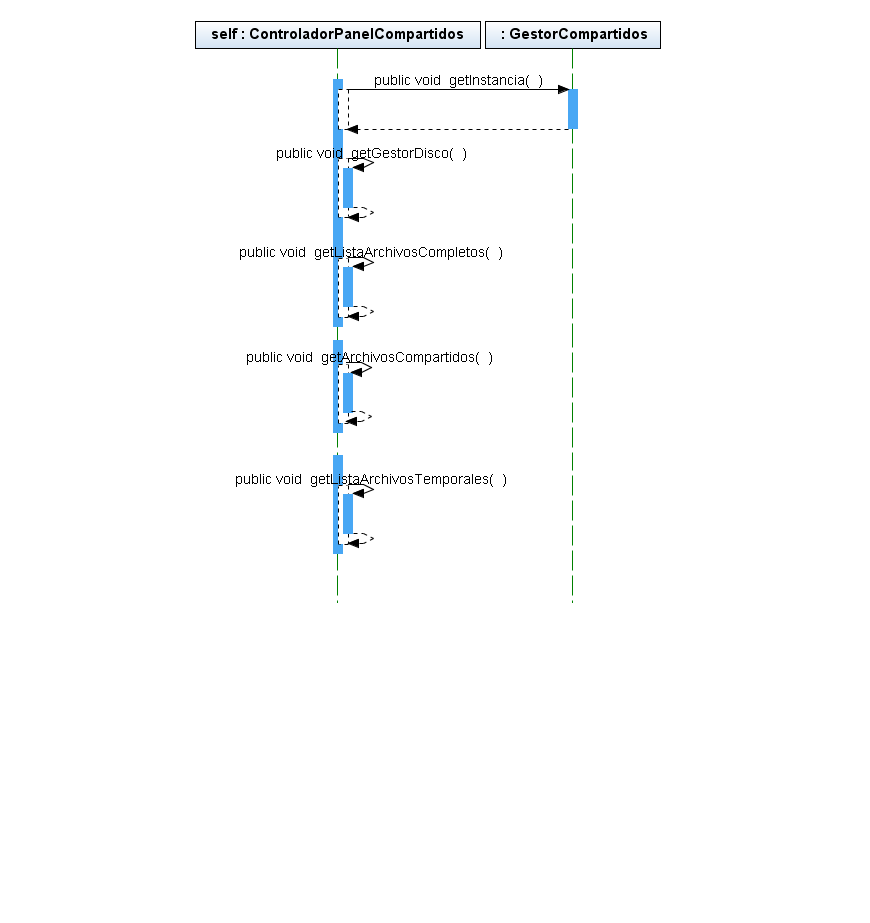 self : ControladorPanelCompartidos
: GestorCompartidos
public void getInstancia( )
public void getGestorDisco( )
public void getListaArchivosCompletos( )
public void getArchivosCompartidos( )
public void getListaArchivosTemporales( )